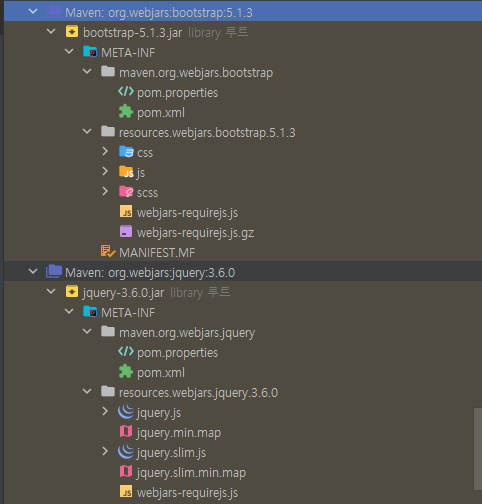 Maven: org.webjars:bootstrap:5.1.3
bootstrap-5.1.3.jar library 루트
META-INF
maven.org.webjars.bootstrap
pom.properties
pom.xml
resources.webjars.bootstrap.5.1.3
css
js
scss
webjars-requirejs.js
webjars-requirejs.js.gz
MANIFEST.MF
Maven: org.webjars:jquery:3.6.0
jquery-3.6.0.jar library 루트
META-INF
maven.org.webjars.jquery
pom.properties
pom.xml
resources.webjars.jquery.3.6.0
jquery.js
jquery.min.map
jquery.slim.js
jquery.slim.min.map
webjars-requirejs.js